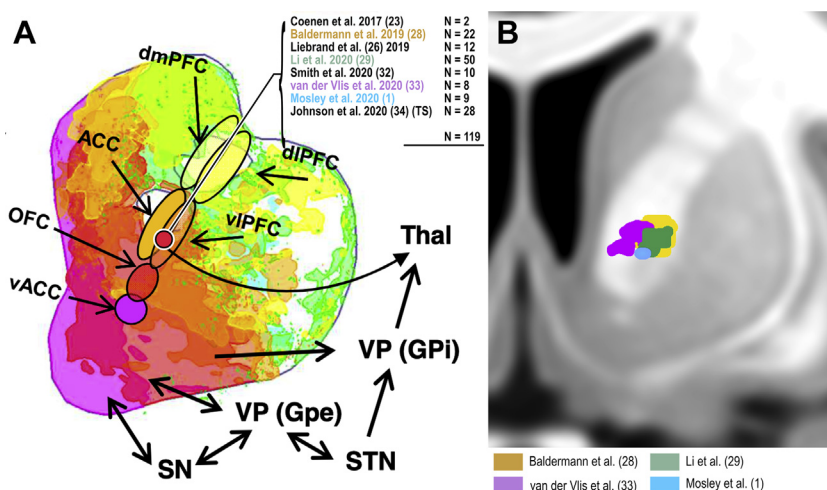 A
Coenen et al. 2017 (23) N = 2
Baldermann et al. 2019 (28) N = 22
Liebrand et al. (26) 2019 N = 12
Li et al. 2020 (29) N = 50
Smith et al. 2020 (32) N = 10
van der Vlis et al. 2020 (33) N = 8
Mosley et al. 2020 (1) N = 9
Johnson et al. 2020 (34) (TS) N = 28
N = 119
dmPFC
ACC
dlPFC
OFC
vlPFC
vACC
Thal
VP (GPi)
VP (Gpe)
SN
STN
B
Baldermann et al. (28)
Li et al. (29)
van der Vlis et al. (33)
Mosley et al. (1)